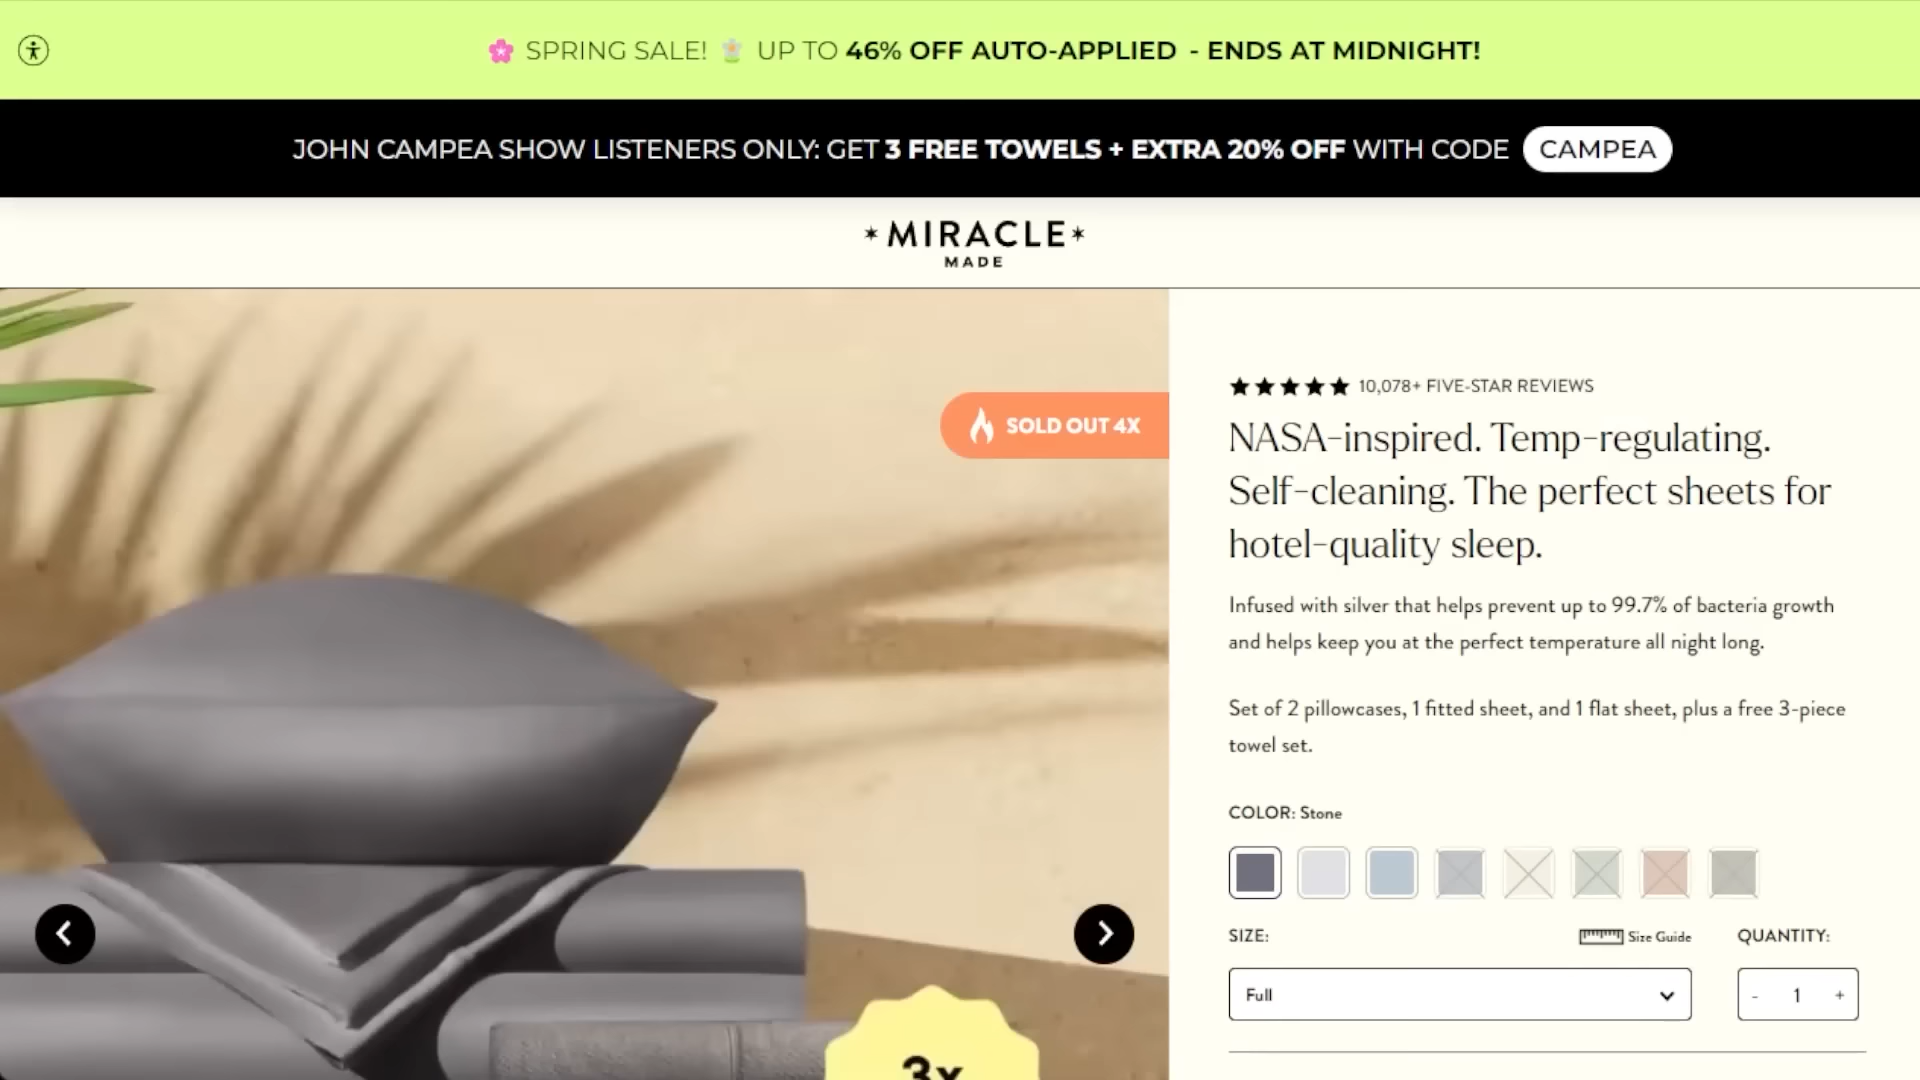 SPRING SALE! UP TO 46% OFF AUTO-APPLIED - ENDS AT MIDNIGHT!
JOHN CAMPEA SHOW LISTENERS ONLY: GET 3 FREE TOWELS + EXTRA 20% OFF WITH CODE CAMPEA
*MIRACLE*
MADE
SOLD OUT 4X
10,078+ FIVE-STAR REVIEWS
NASA-inspired. Temp-regulating.
Self-cleaning. The perfect sheets for
hotel-quality sleep.
Infused with silver that helps prevent up to 99.7% of bacteria growth
and helps keep you at the perfect temperature all night long.
Set of 2 pillowcases, 1 fitted sheet, and 1 flat sheet, plus a free 3-piece
towel set.
COLOR: Stone
SIZE: Size Guide QUANTITY:
Full - 1 +
3x